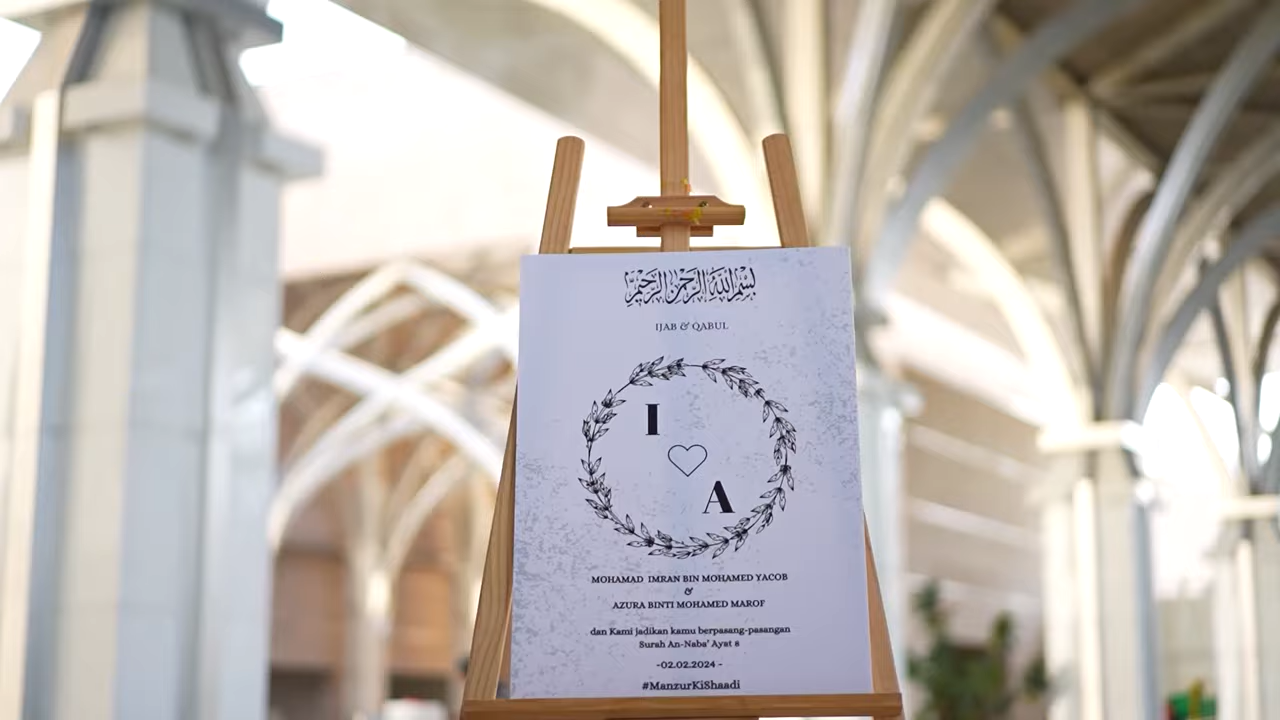 بسم الله الرحمن الرحيم
IJAB & QABUL
I
A
MOHAMAD IMRAN BIN MOHAMED YACOB
&
AZURA BINTI MOHAMED MAROF
dan Kami jadikan kamu berpasang-pasangan
Surah An-Naba' Ayat 8
-02.02.2024 -
#ManzurKiShaadi